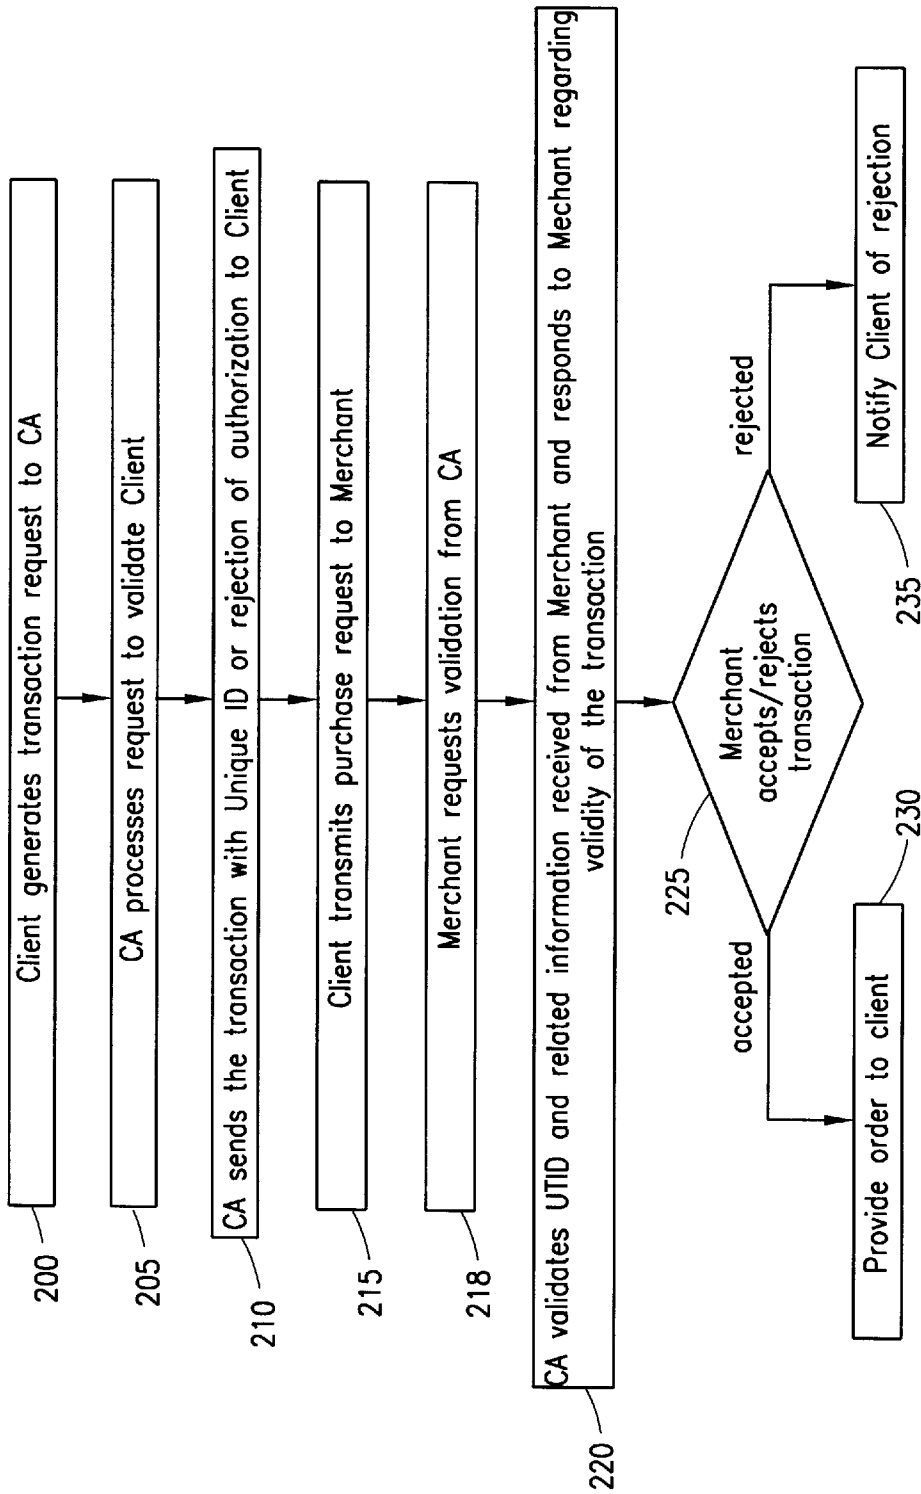 Client generates transaction request to CA
200
CA processes request to validate Client
205
CA sends the transaction with Unique ID or rejection of authorization to Client
210
Client transmits purchase request to Merchant
215
Merchant requests validation from CA
218
CA validates UTID and related information received from Merchant and responds to Mechant regarding
validity of the transaction
220
Merchant
accepts/rejects
transaction
225
accepted
rejected
Provide order to client
230
Notify Client of rejection
235